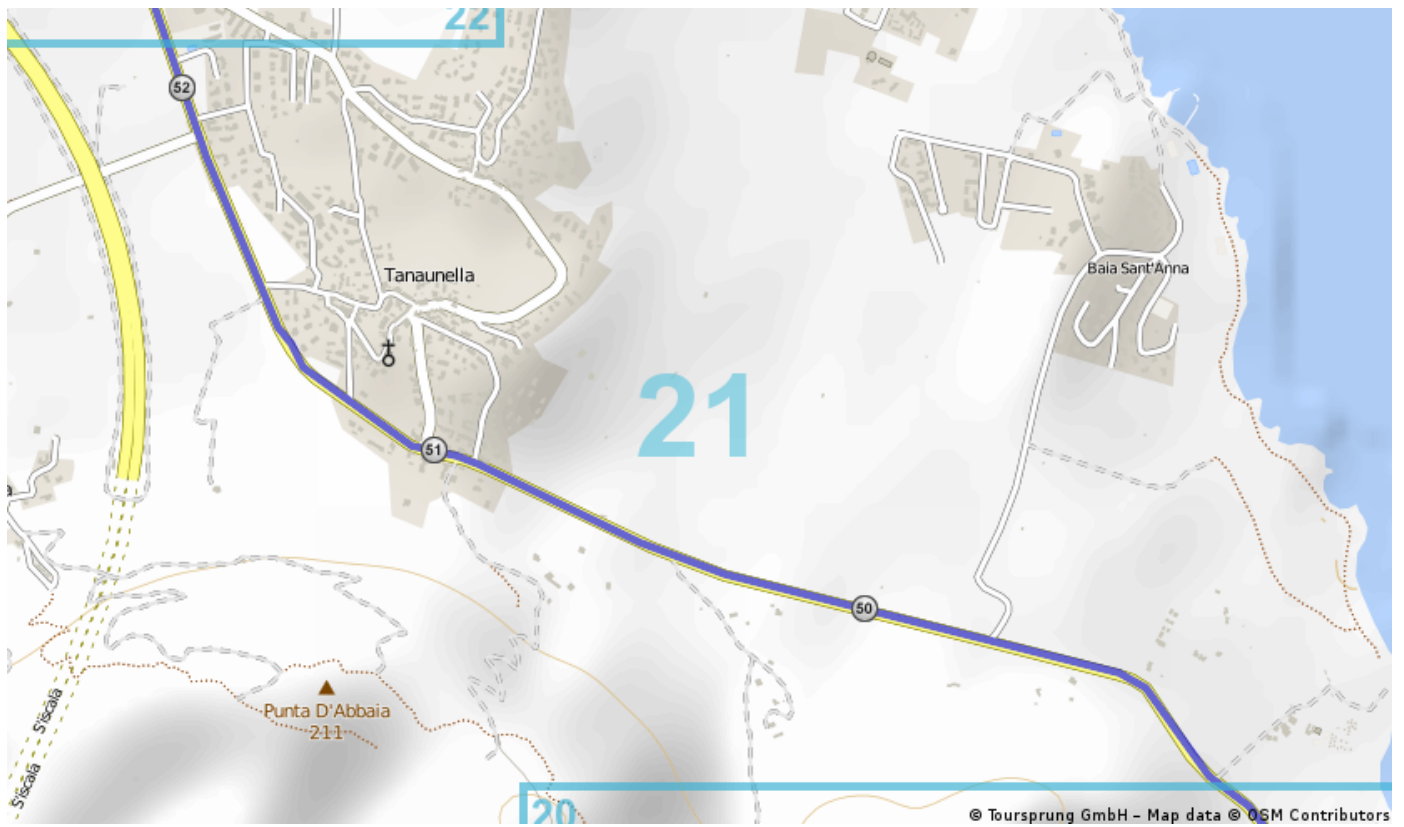 22
52
Tanaunella
Baia Sant'Anna
21
51
a
50
S'iscala
Punta D'Abbaia
211
S'iscala
20
© Toursprung GmbH – Map data © OSM Contributors